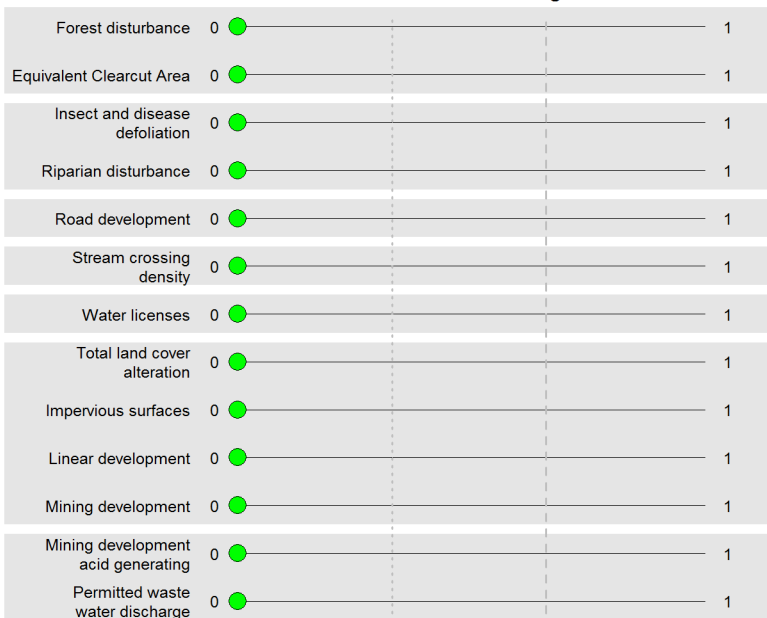 Forest disturbance 0 1
Equivalent Clearcut Area 0 1
Insect and disease
defoliation 0 1
Riparian disturbance 0 1
Road development 0 1
Stream crossing
density 0 1
Water licenses 0 1
Total land cover
alteration 0 1
Impervious surfaces 0 1
Linear development 0 1
Mining development 0 1
Mining development
acid generating 0 1
Permitted waste
water discharge 0 1